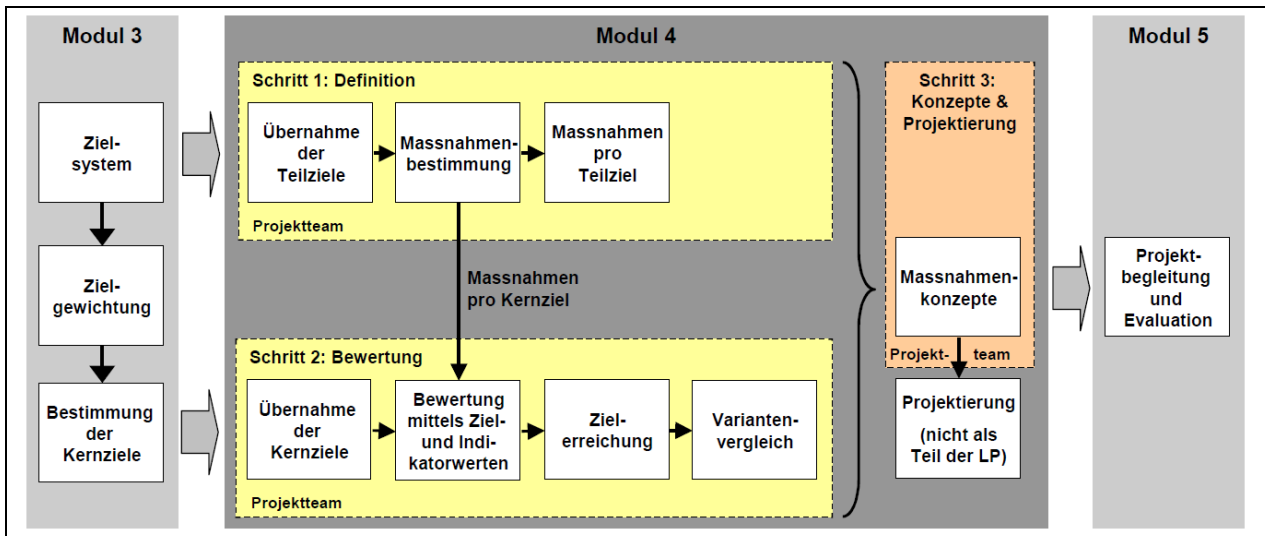 Modul 3
Ziel-
system
Ziel-
gewichtung
Bestimmung
der
Kernziele
Modul 4
Schritt 1: Definition
Übernahme
der
Teilziele
Massnahmen-
bestimmung
Massnahmen
pro
Teilziel
Projektteam
Massnahmen
pro Kernziel
Schritt 2: Bewertung
Übernahme
der
Kernziele
Bewertung
mittels Ziel-
und Indi-
katorwerten
Ziel-
erreichung
Varianten-
vergleich
Projektteam
Schritt 3:
Konzepte &
Projektierung
Massnahmen-
konzepte
Projekt- team
Projektierung
(nicht als
Teil der LP)
Modul 5
Projekt-
begleitung
und
Evaluation